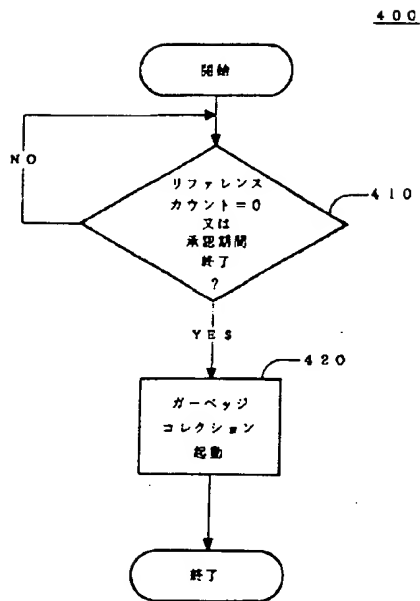 400
開始
NO
リファレンス
カウント=0
又は
承認期間
終了
?
410
YES
420
ガーベッジ
コレクション
起動
終了